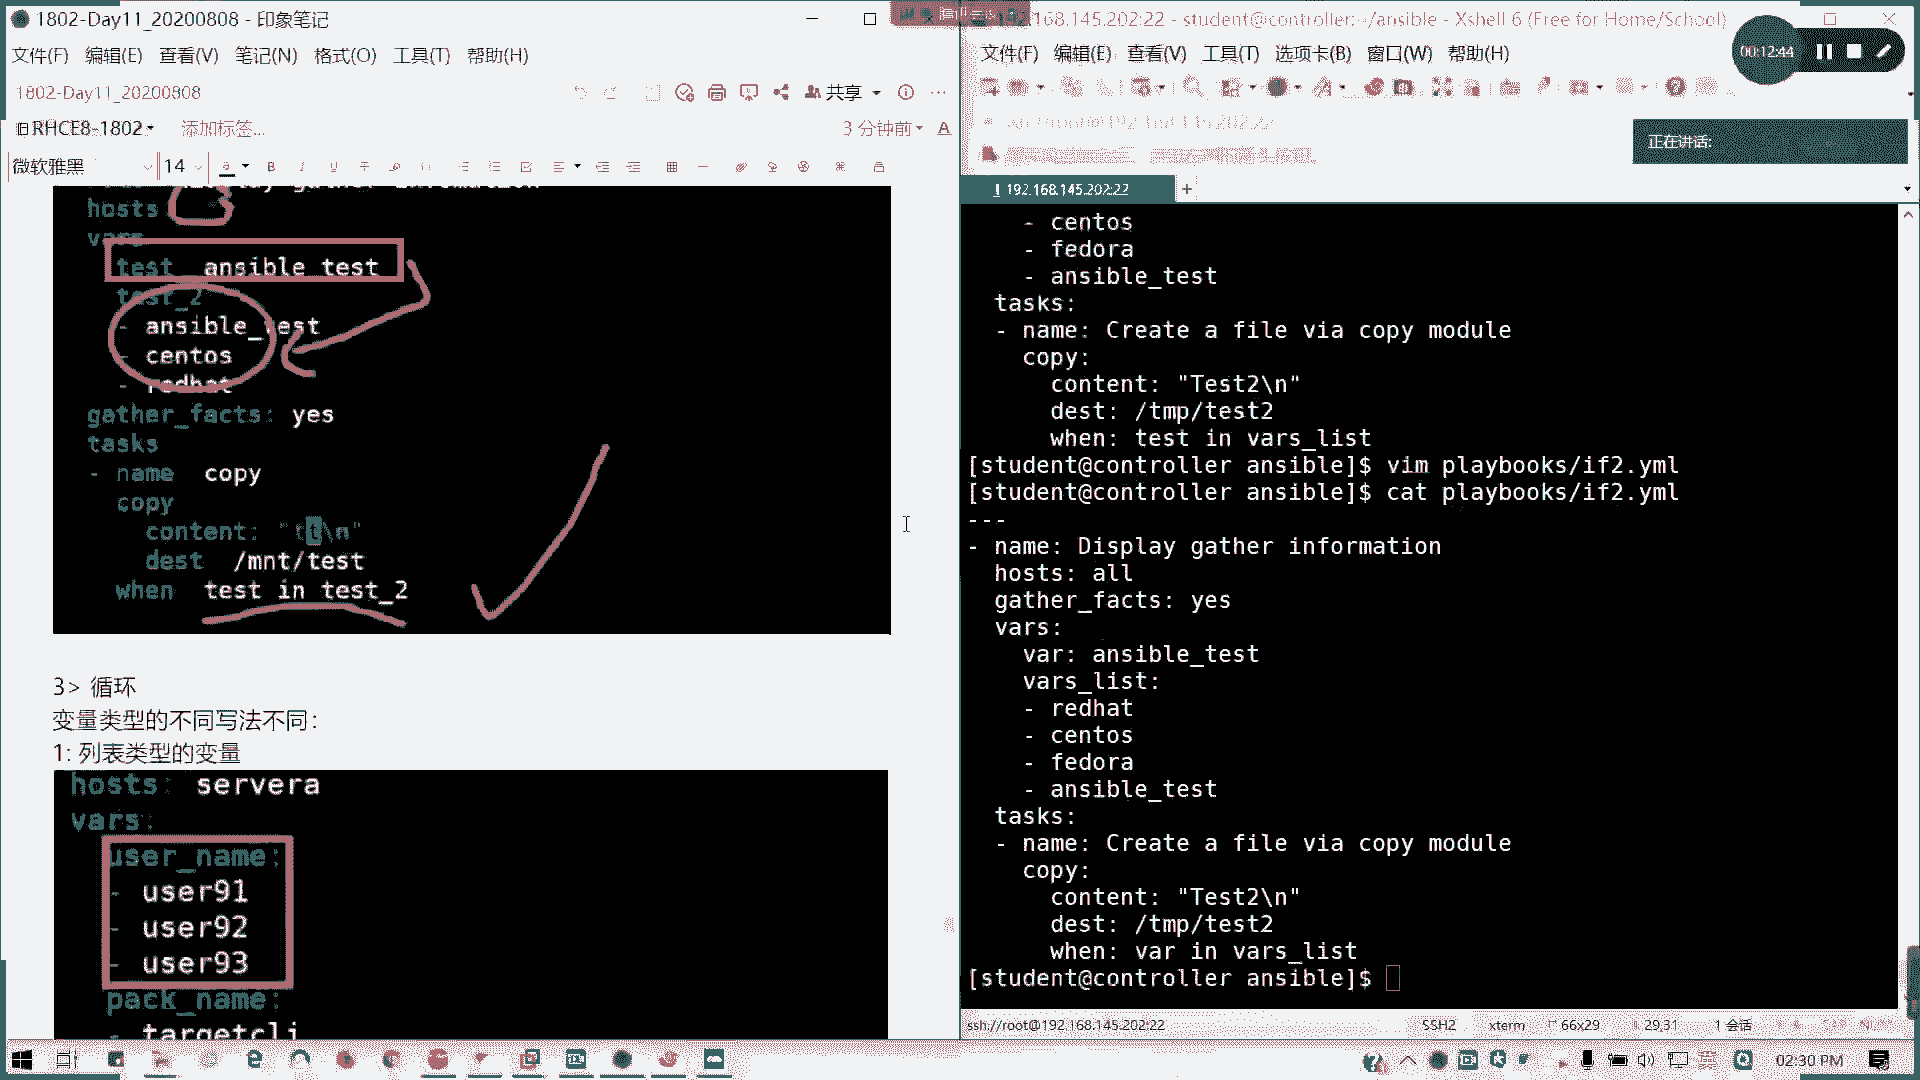 1802-Day11_20200808 - 印象笔记
文件(F) 编辑(E) 查看(V) 笔记(N) 格式(O) 工具(T) 帮助(H)
1802-Day11_20200808
共享
RHCE8-1802
添加标签...
3 分钟前
微软雅黑
14
hosts
vars
test ansible test
test_2
- ansible_test
- centos
- redhat
gather_facts: yes
tasks
- name copy
copy
content: "tt\n"
dest /mnt/test
when test in test_2
3> 循环
变量类型的不同写法不同：
1: 列表类型的变量
hosts: servera
vars:
user_name:
- user91
- user92
- user93
pack_name:
- targetcli
192.168.145.202:22 - student@controller:~/ansible - Xshell 6 (Free for Home/School)
文件(F) 编辑(E) 查看(V) 工具(T) 选项卡(B) 窗口(W) 帮助(H)
00:12:44
正在讲话:
192.168.145.202:22
- centos
- fedora
- ansible_test
tasks:
- name: Create a file via copy module
copy:
content: "Test2\n"
dest: /tmp/test2
when: test in vars_list
[student@controller ansible]$ vim playbooks/if2.yml
[student@controller ansible]$ cat playbooks/if2.yml
---
- name: Display gather information
hosts: all
gather_facts: yes
vars:
var: ansible_test
vars_list:
- redhat
- centos
- fedora
- ansible_test
tasks:
- name: Create a file via copy module
copy:
content: "Test2\n"
dest: /tmp/test2
when: var in vars_list
[student@controller ansible]$
ssh://root@192.168.145.202:22
SSH2
xterm
66x29
29,31
1 会话
英
02:30 PM